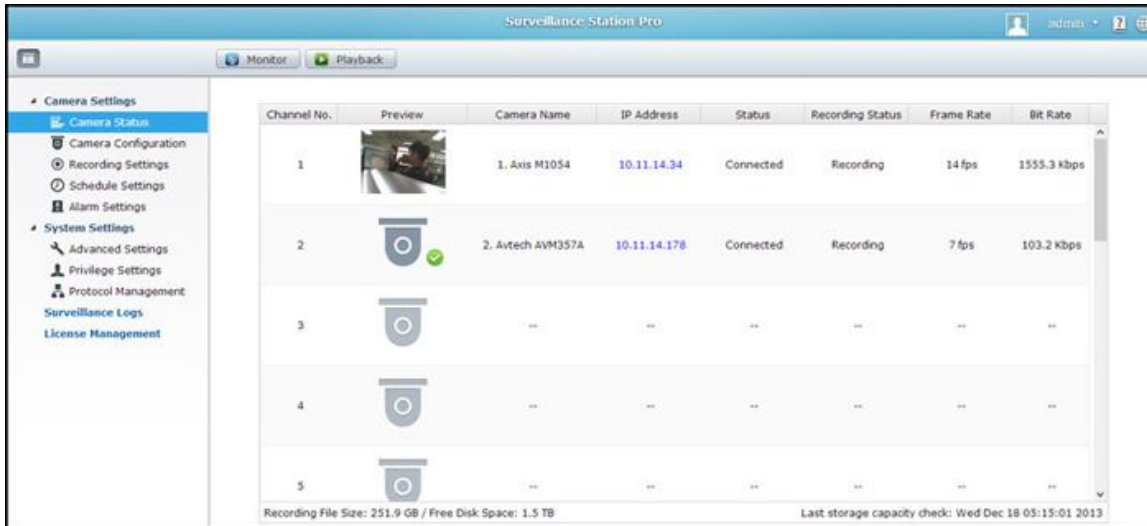 Surveillance Station Pro
admin
Monitor Playback
Camera Settings
Camera Status
Camera Configuration
Recording Settings
Schedule Settings
Alarm Settings
System Settings
Advanced Settings
Privilege Settings
Protocol Management
Surveillance Logs
License Management
Channel No. Preview Camera Name IP Address Status Recording Status Frame Rate Bit Rate
1 1. Axis M1054 10.11.14.34 Connected Recording 14 fps 1555.3 Kbps
2 2. Avtech AVM357A 10.11.14.178 Connected Recording 7 fps 103.2 Kbps
3 -- -- -- -- -- --
4 -- -- -- -- -- --
5 -- -- -- -- -- --
Recording File Size: 251.9 GB / Free Disk Space: 1.5 TB Last storage capacity check: Wed Dec 18 05:15:01 2013